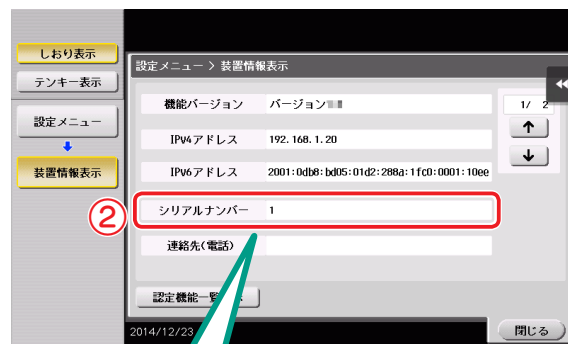 しおり表示
テンキー表示
設定メニュー
装置情報表示
設定メニュー > 装置情報表示
機能バージョン バージョン
1/ 2
IPv4アドレス 192.168.1.20
IPv6アドレス 2001:0db8:bd05:01d2:288a:1fc0:0001:10ee
② シリアルナンバー 1
連絡先(電話)
認定機能一覧
2014/12/23
閉じる